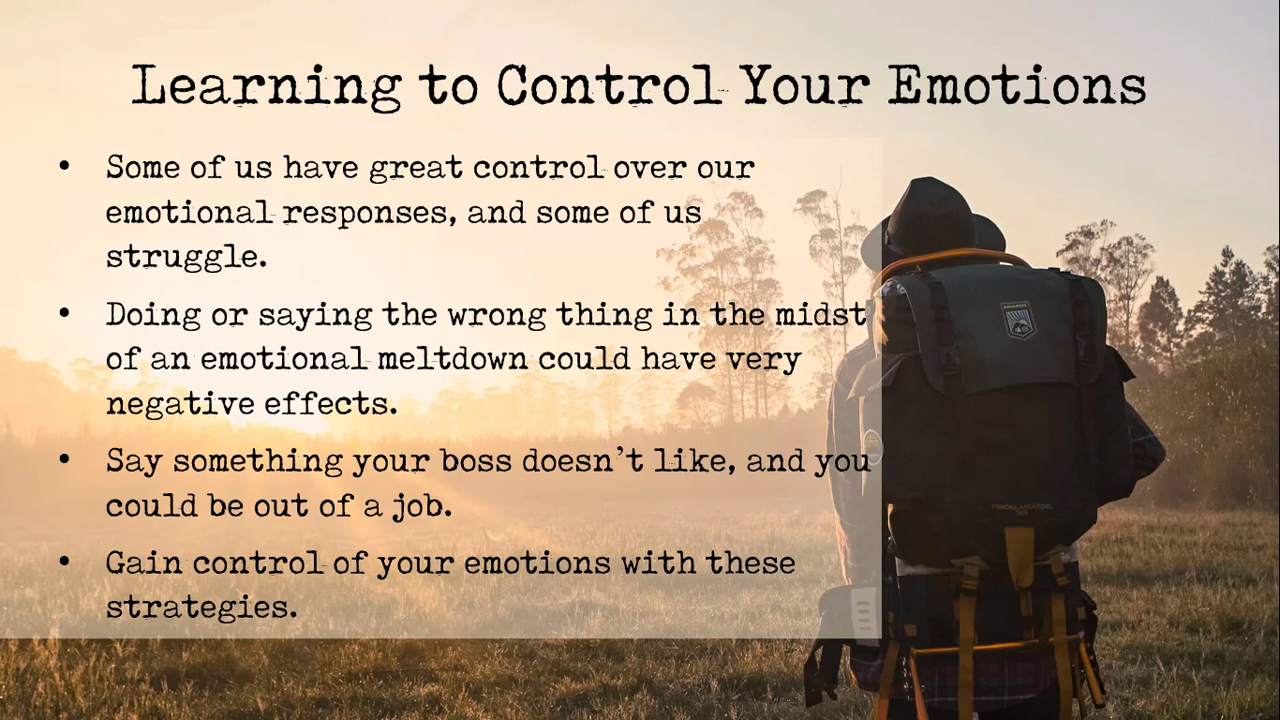 Learning to Control Your Emotions
• Some of us have great control over our
emotional responses, and some of us
struggle.
• Doing or saying the wrong thing in the midst
of an emotional meltdown could have very
negative effects.
• Say something your boss doesn’t like, and you
could be out of a job.
• Gain control of your emotions with these
strategies.